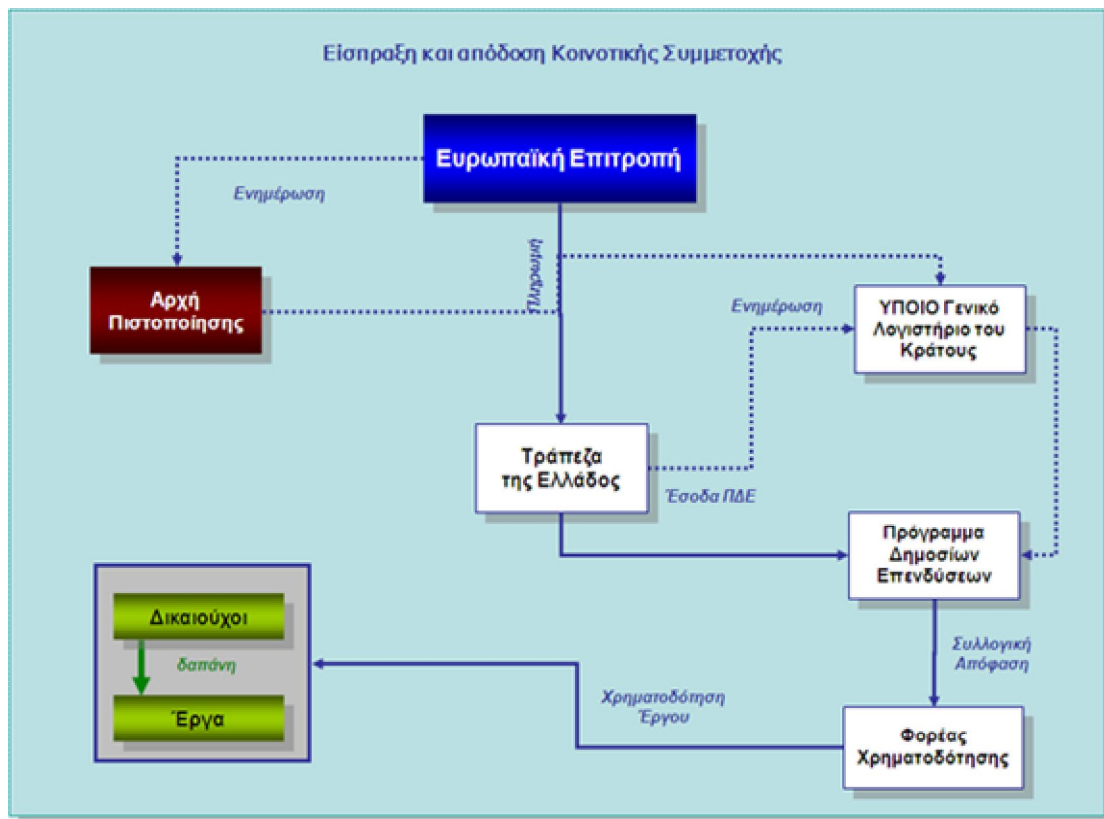 Είσπραξη και απόδοση Κοινοτικής Συμμετοχής
Ευρωπαϊκή Επιτροπή
Ενημέρωση
Πληρωμή
Αρχή
Πιστοποίησης
Ενημέρωση
ΥΠΟΙΟ Γενικό
Λογιστήριο του
Κράτους
Τράπεζα
της Ελλάδος
Έσοδα ΠΔΕ
Πρόγραμμα
Δημοσίων
Επενδύσεων
Δικαιούχοι
δαπάνη
Έργα
Συλλογική
Απόφαση
Χρηματοδότηση
Έργου
Φορέας
Χρηματοδότησης